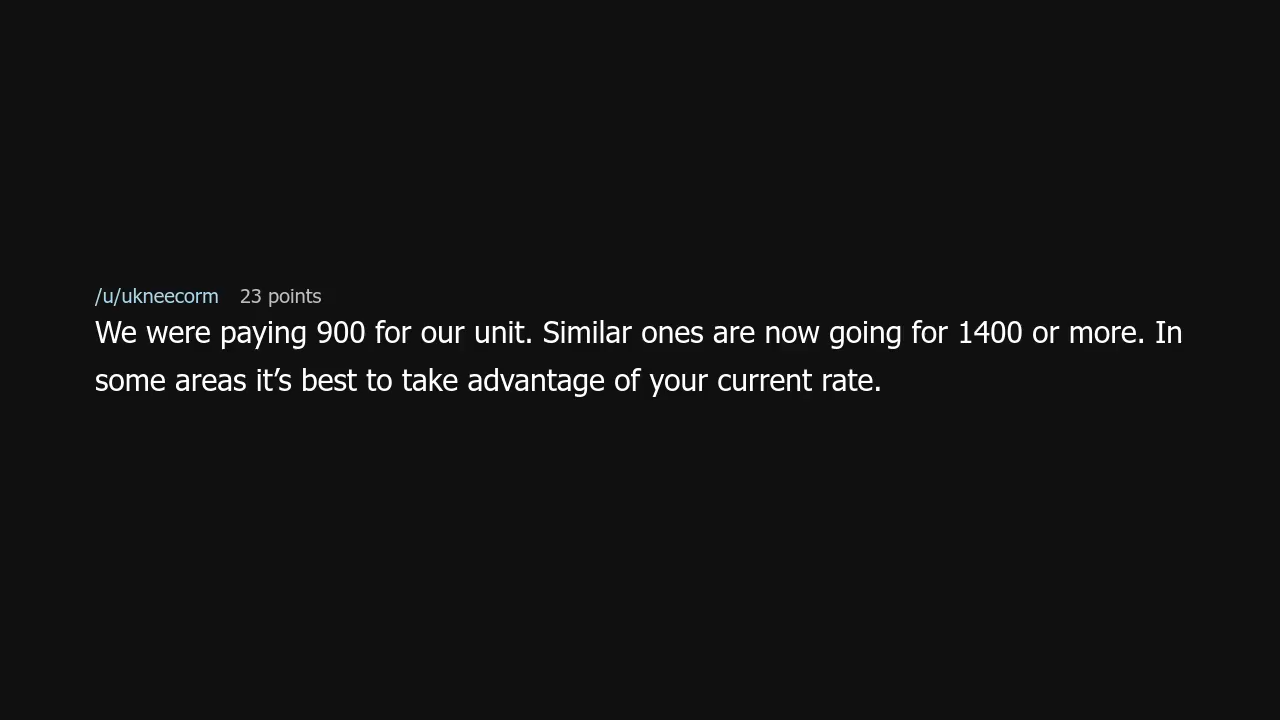 /u/ukneecorm 23 points
We were paying 900 for our unit. Similar ones are now going for 1400 or more. In
some areas it’s best to take advantage of your current rate.